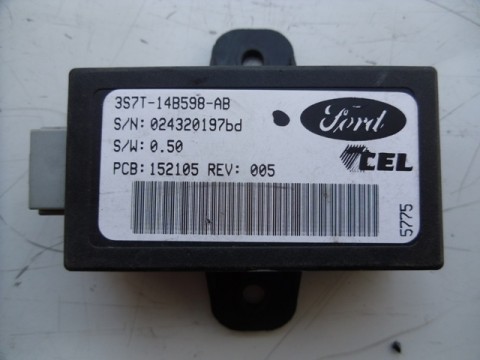 3S7T-14B598-AB
S/N: 024320197bd
S/W: 0.50
PCB: 152105 REV: 005
Ford
CEL
5775